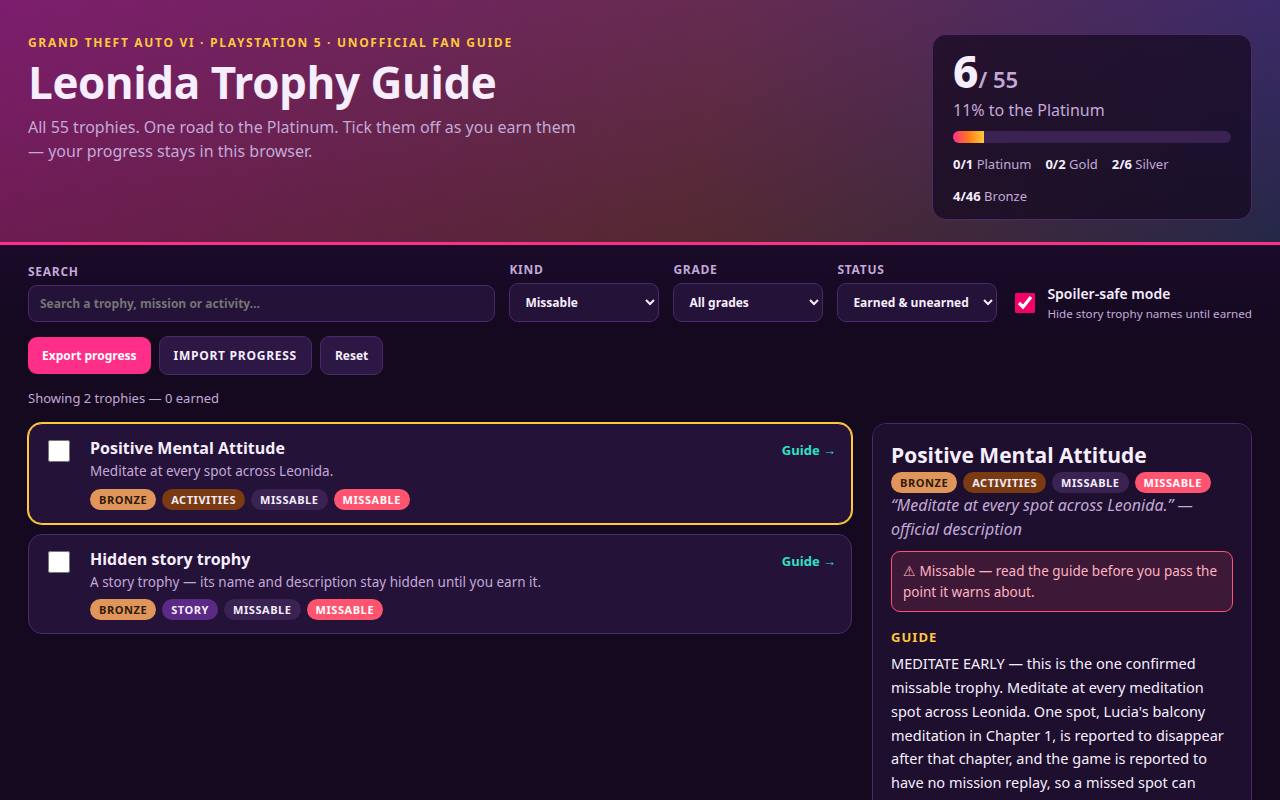 GRAND THEFT AUTO VI · PLAYSTATION 5 · UNOFFICIAL FAN GUIDE
Leonida Trophy Guide
All 55 trophies. One road to the Platinum. Tick them off as you earn them
— your progress stays in this browser.
6/ 55
11% to the Platinum
0/1 Platinum 0/2 Gold 2/6 Silver
4/46 Bronze
SEARCH
Search a trophy, mission or activity...
KIND
Missable
GRADE
All grades
STATUS
Earned & unearned
Spoiler-safe mode
Hide story trophy names until earned
Export progress
IMPORT PROGRESS
Reset
Showing 2 trophies — 0 earned
Positive Mental Attitude
Guide →
Meditate at every spot across Leonida.
BRONZE ACTIVITIES MISSABLE MISSABLE
Hidden story trophy
Guide →
A story trophy — its name and description stay hidden until you earn it.
BRONZE STORY MISSABLE MISSABLE
Positive Mental Attitude
BRONZE ACTIVITIES MISSABLE MISSABLE
“Meditate at every spot across Leonida.” —
official description
⚠ Missable — read the guide before you pass the
point it warns about.
GUIDE
MEDITATE EARLY — this is the one confirmed
missable trophy. Meditate at every meditation
spot across Leonida. One spot, Lucia's balcony
meditation in Chapter 1, is reported to disappear
after that chapter, and the game is reported to
have no mission replay, so a missed spot can